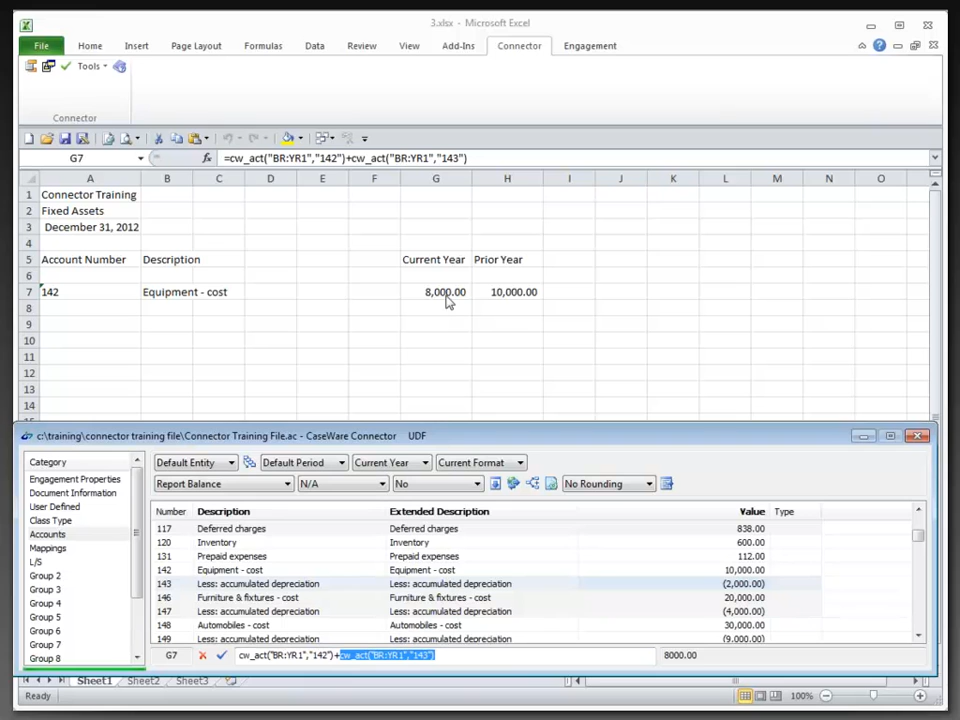 3.xlsx - Microsoft Excel
File Home Insert Page Layout Formulas Data Review View Add-Ins Connector Engagement
Tools
Connector
G7 fx =cw_act("BR:YR1","142")+cw_act("BR:YR1","143")
A B C D E F G H I J K L M N O
1 Connector Training
2 Fixed Assets
3 December 31, 2012
4
5 Account Number Description Current Year Prior Year
6
7 142 Equipment - cost 8,000.00 10,000.00
8
9
10
11
12
13
14
c:\training\connector training file\Connector Training File.ac - CaseWare Connector UDF
Category Default Entity Default Period Current Year Current Format
Engagement Properties Report Balance N/A No No Rounding
Document Information
User Defined Number Description Extended Description Value Type
Class Type 117 Deferred charges Deferred charges 838.00
Accounts 120 Inventory Inventory 600.00
Mappings 131 Prepaid expenses Prepaid expenses 112.00
L/S 142 Equipment - cost Equipment - cost 10,000.00
Group 2 143 Less: accumulated depreciation Less: accumulated depreciation (2,000.00)
Group 3 146 Furniture & fixtures - cost Furniture & fixtures - cost 20,000.00
Group 4 147 Less: accumulated depreciation Less: accumulated depreciation (4,000.00)
Group 5 148 Automobiles - cost Automobiles - cost 30,000.00
Group 6 149 Less: accumulated depreciation Less: accumulated depreciation (9,000.00)
Group 7
Group 8 G7 cw_act("BR:YR1","142")+cw_act("BR:YR1","143") 8000.00
Sheet1 Sheet2 Sheet3
Ready 100%